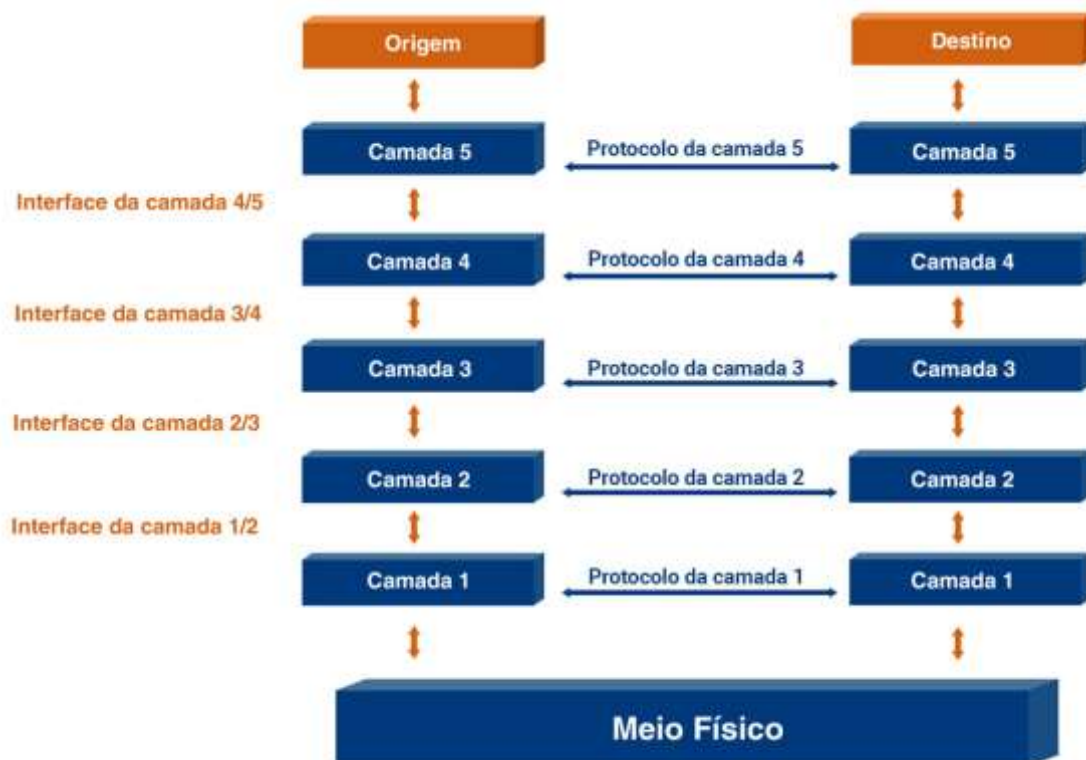 Origem
Destino
Camada 5
Protocolo da camada 5
Camada 5
Interface da camada 4/5
Camada 4
Protocolo da camada 4
Camada 4
Interface da camada 3/4
Camada 3
Protocolo da camada 3
Camada 3
Interface da camada 2/3
Camada 2
Protocolo da camada 2
Camada 2
Interface da camada 1/2
Camada 1
Protocolo da camada 1
Camada 1
Meio Físico